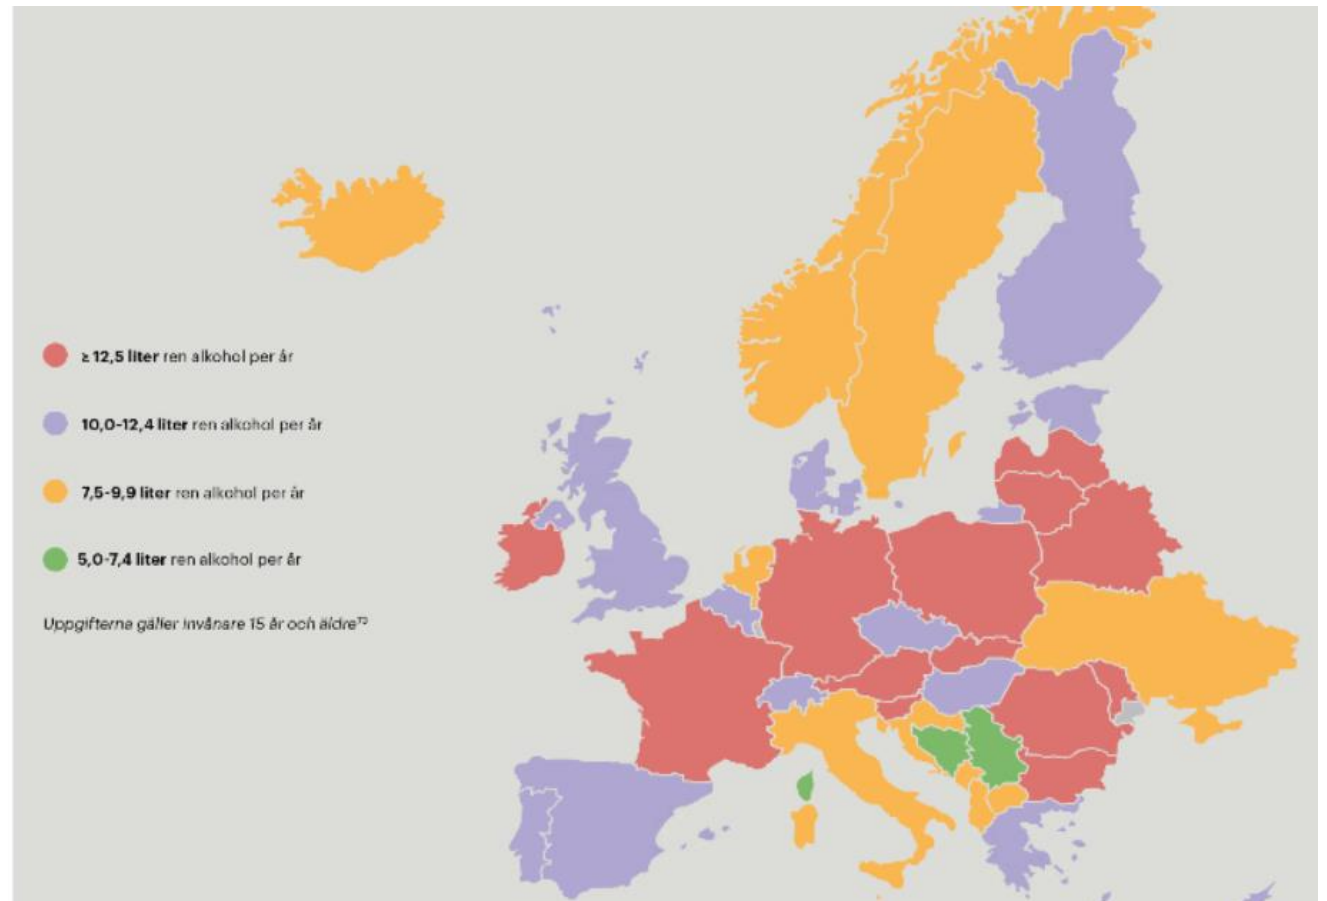 ≥ 12,5 liter ren alkohol per år
10,0-12,4 liter ren alkohol per år
7,5-9,9 liter ren alkohol per år
5,0-7,4 liter ren alkohol per år
Uppgifterna gäller invånare 15 år och äldre⁷⁵